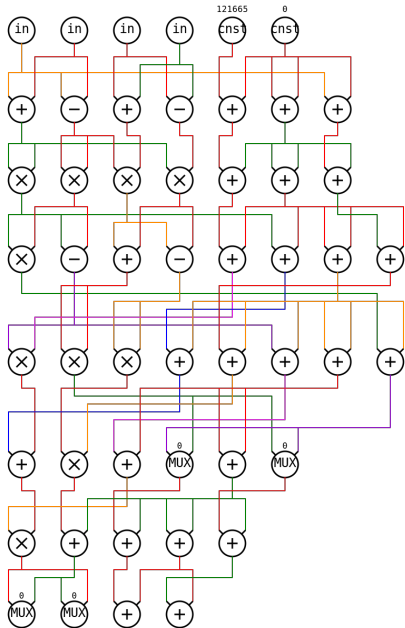 121665 0
in in in in cnst cnst
+ − + − + + +
× × × × + + +
× − + − + + + +
× × × + + + + +
0 0
+ × + MUX + MUX
× + + + +
0 0
MUX MUX + +